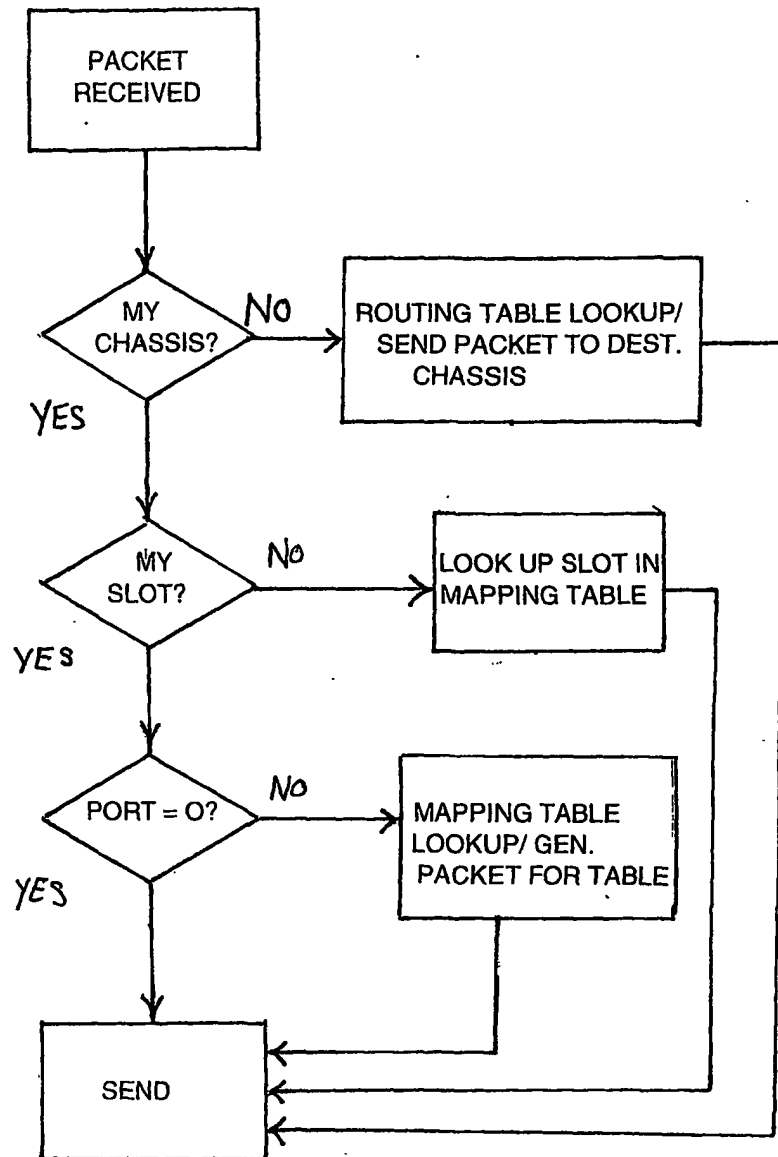 PACKET
RECEIVED
MY
CHASSIS?
NO
ROUTING TABLE LOOKUP/
SEND PACKET TO DEST.
CHASSIS
YES
MY
SLOT?
NO
LOOK UP SLOT IN
MAPPING TABLE
YES
PORT = O?
NO
MAPPING TABLE
LOOKUP/ GEN.
PACKET FOR TABLE
YES
SEND